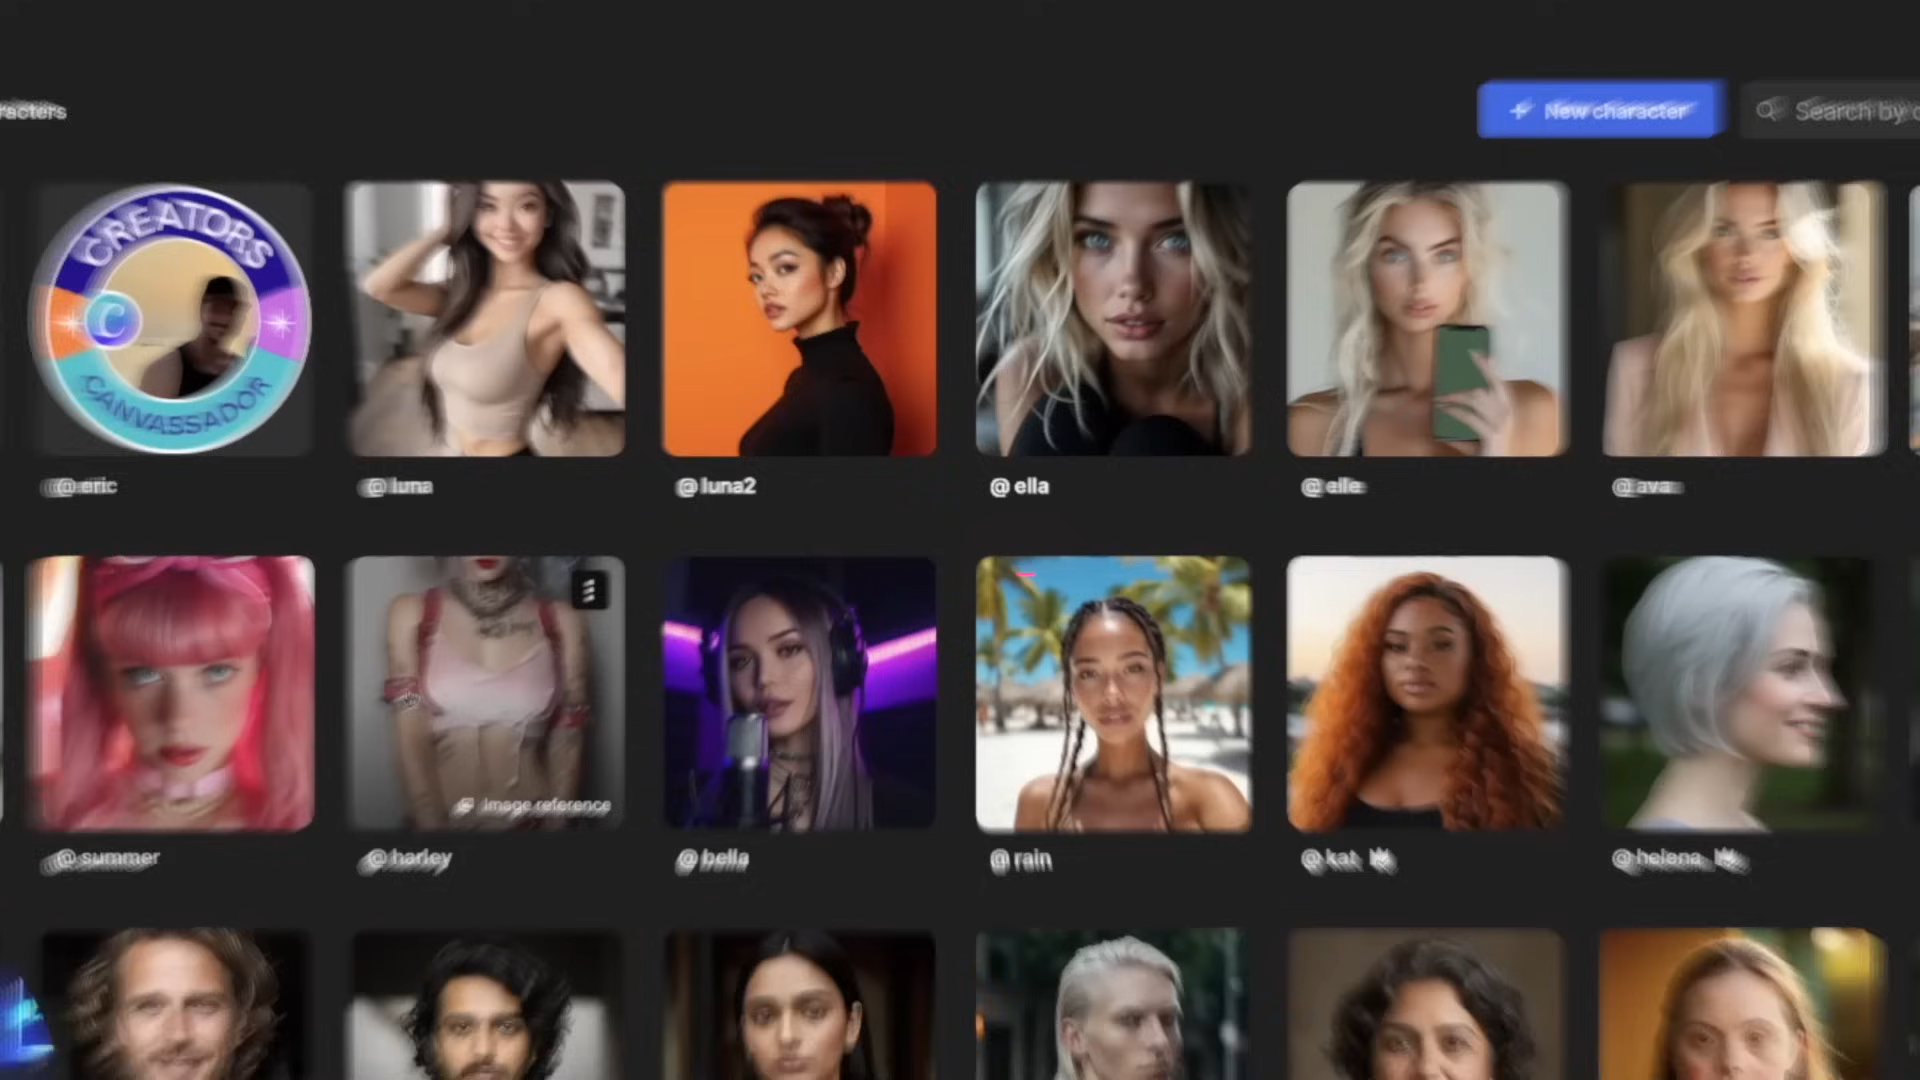 racters
+ New character
Search by
CREATORS
C
CANVASSADOR
@eric
@luna
@luna2
@ella
@elle
@ava
Image reference
@summer
@harley
@bella
@rain
@kat
@helena